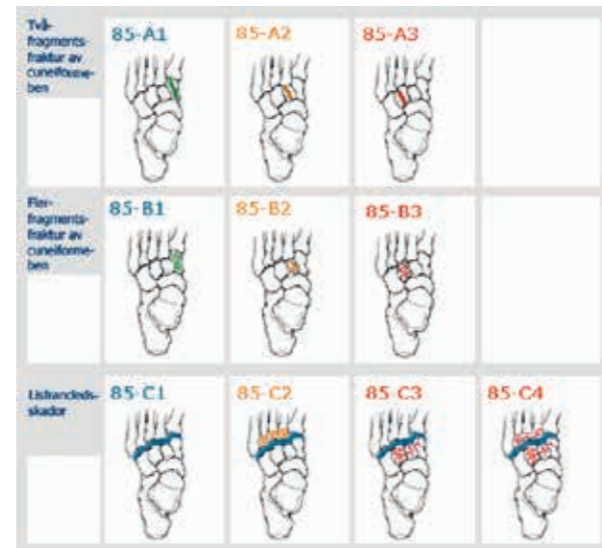 Två-
fragments-
fraktur av
cuneiforme-
ben
85-A1
85-A2
85-A3
Fler-
fragments-
fraktur av
cuneiforme-
ben
85-B1
85-B2
85-B3
Lisfrancleds-
skador
85-C1
85-C2
85-C3
85-C4